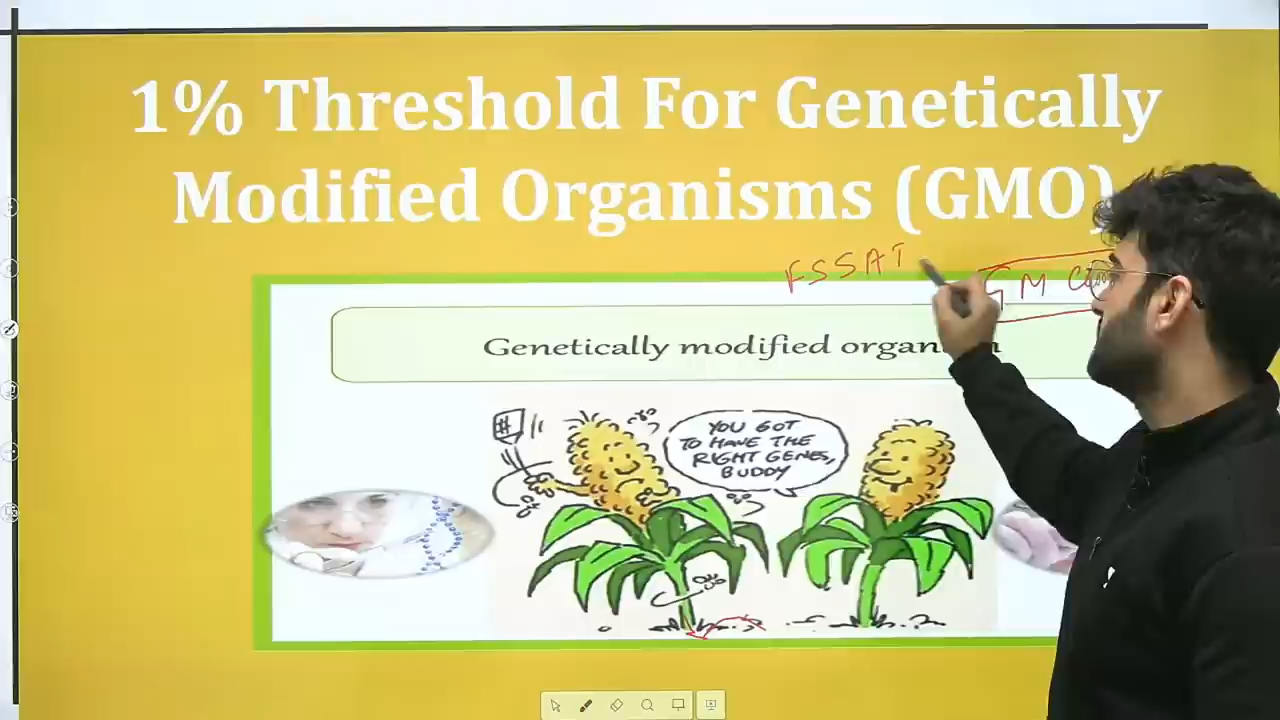 1% Threshold For Genetically
Modified Organisms (GMO)
FSSAI
GM
Genetically modified organ
YOU GOT
TO HAVE THE
RIGHT GENES,
BUDDY
#